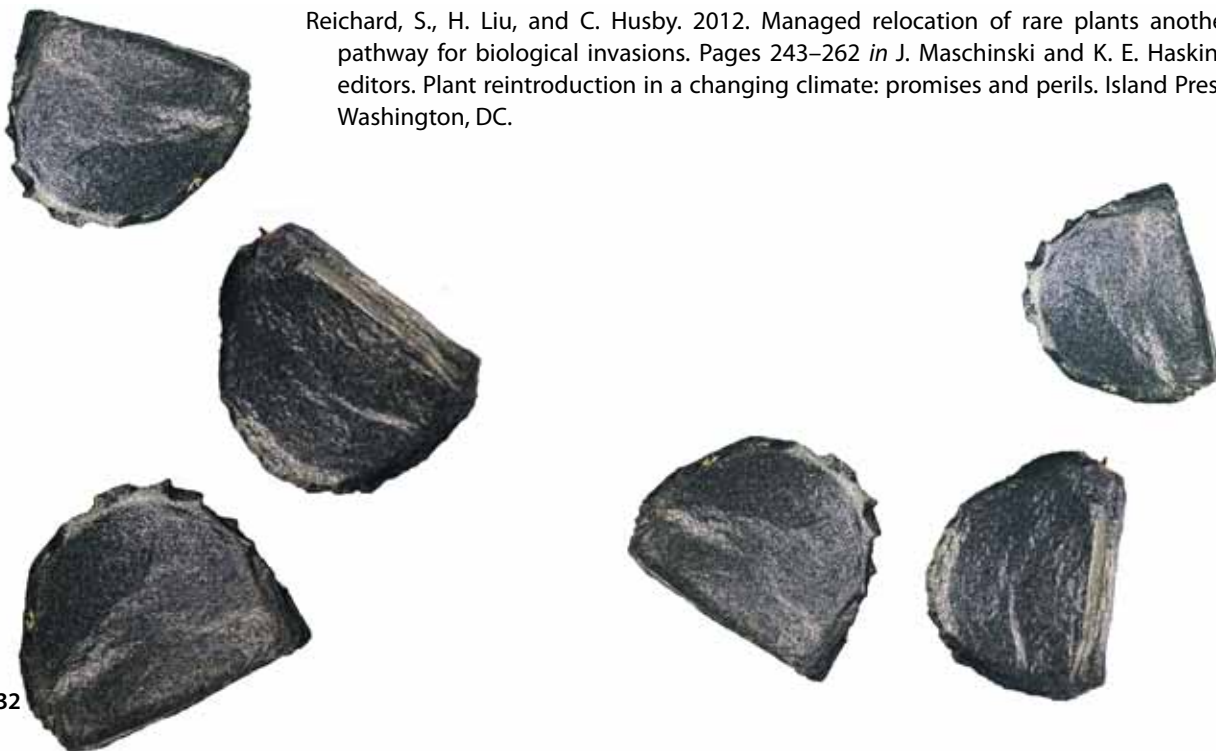 Reichard, S., H. Liu, and C. Husby. 2012. Managed relocation of rare plants anothe
pathway for biological invasions. Pages 243–262 in J. Maschinski and K. E. Haskin
editors. Plant reintroduction in a changing climate: promises and perils. Island Pres
Washington, DC.
32